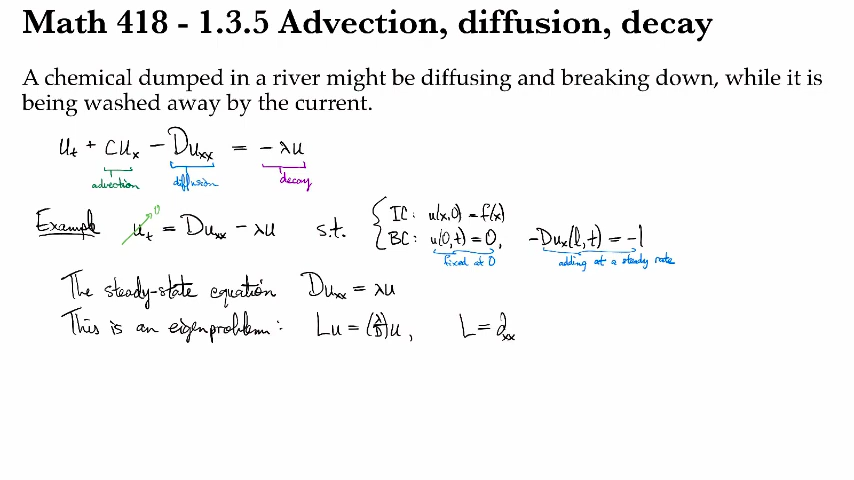 Math 418 - 1.3.5 Advection, diffusion, decay
A chemical dumped in a river might be diffusing and breaking down, while it is
being washed away by the current.
u_t + cu_x − Du_xx = −λu
advection diffusion decay
Example u_t = Du_xx − λu s.t. { IC: u(x,0) = f(x)
0
BC: u(0,t) = 0, −Du_x(l,t) = −1
fixed at 0 adding at a steady rate
The steady-state equation Du_xx = λu
This is an eigenproblem: Lu = (λ/D)u, L = ∂_xx